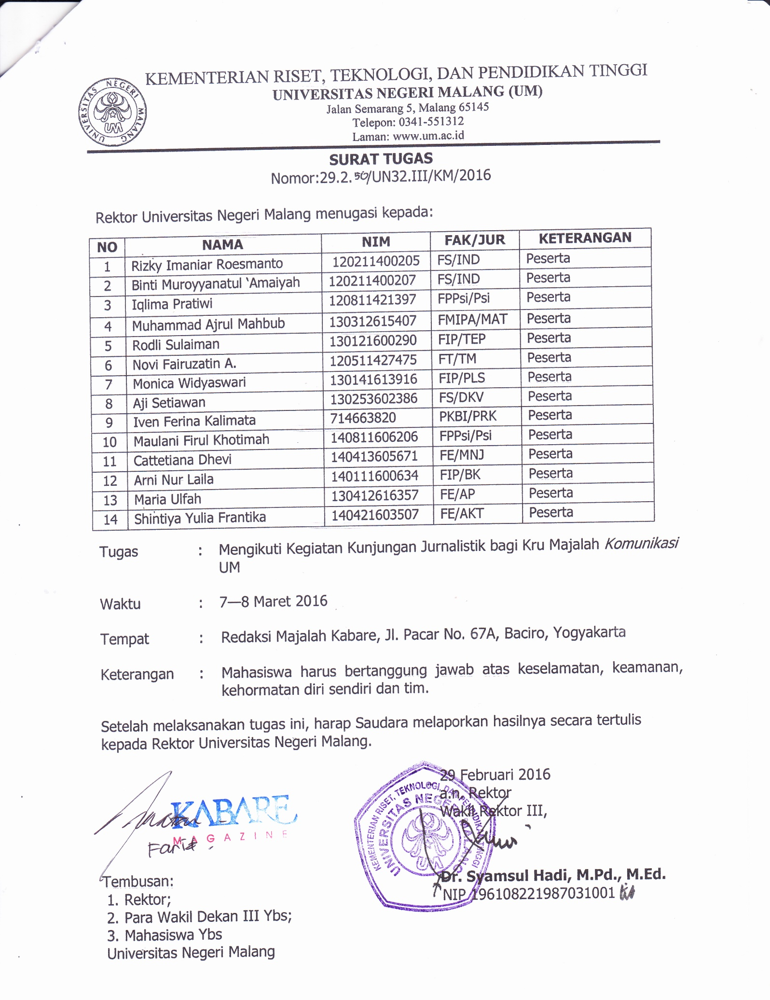 KEMENTERIAN RISET, TEKNOLOGI, DAN PENDIDIKAN TINGGI
UNIVERSITAS NEGERI MALANG (UM)
Jalan Semarang 5, Malang 65145
Telepon: 0341-551312
Laman: www.um.ac.id
UNIVERSITAS NEGERI MALANG
UM
SURAT TUGAS
Nomor:29.2.50/UN32.III/KM/2016
Rektor Universitas Negeri Malang menugasi kepada:
NO NAMA NIM FAK/JUR KETERANGAN
1 Rizky Imaniar Roesmanto 120211400205 FS/IND Peserta
2 Binti Muroyyanatul ‘Amaiyah 120211400207 FS/IND Peserta
3 Iqlima Pratiwi 120811421397 FPPsi/Psi Peserta
4 Muhammad Ajrul Mahbub 130312615407 FMIPA/MAT Peserta
5 Rodli Sulaiman 130121600290 FIP/TEP Peserta
6 Novi Fairuzatin A. 120511427475 FT/TM Peserta
7 Monica Widyaswari 130141613916 FIP/PLS Peserta
8 Aji Setiawan 130253602386 FS/DKV Peserta
9 Iven Ferina Kalimata 714663820 PKBI/PRK Peserta
10 Maulani Firul Khotimah 140811606206 FPPsi/Psi Peserta
11 Cattetiana Dhevi 140413605671 FE/MNJ Peserta
12 Arni Nur Laila 140111600634 FIP/BK Peserta
13 Maria Ulfah 130412616357 FE/AP Peserta
14 Shintiya Yulia Frantika 140421603507 FE/AKT Peserta
Tugas : Mengikuti Kegiatan Kunjungan Jurnalistik bagi Kru Majalah Komunikasi
UM
Waktu : 7—8 Maret 2016
Tempat : Redaksi Majalah Kabare, Jl. Pacar No. 67A, Baciro, Yogyakarta
Keterangan : Mahasiswa harus bertanggung jawab atas keselamatan, keamanan,
kehormatan diri sendiri dan tim.
Setelah melaksanakan tugas ini, harap Saudara melaporkan hasilnya secara tertulis
kepada Rektor Universitas Negeri Malang.
29 Februari 2016
a.n. Rektor
Wakil Rektor III,
KEMENTERIAN RISET, TEKNOLOGI, DAN PENDIDIKAN TINGGI
UNIVERSITAS NEGERI MALANG
UM
KABARE
MAGAZINE
Farid
Dr. Syamsul Hadi, M.Pd., M.Ed.
NIP 196108221987031001
Tembusan:
1. Rektor;
2. Para Wakil Dekan III Ybs;
3. Mahasiswa Ybs
Universitas Negeri Malang